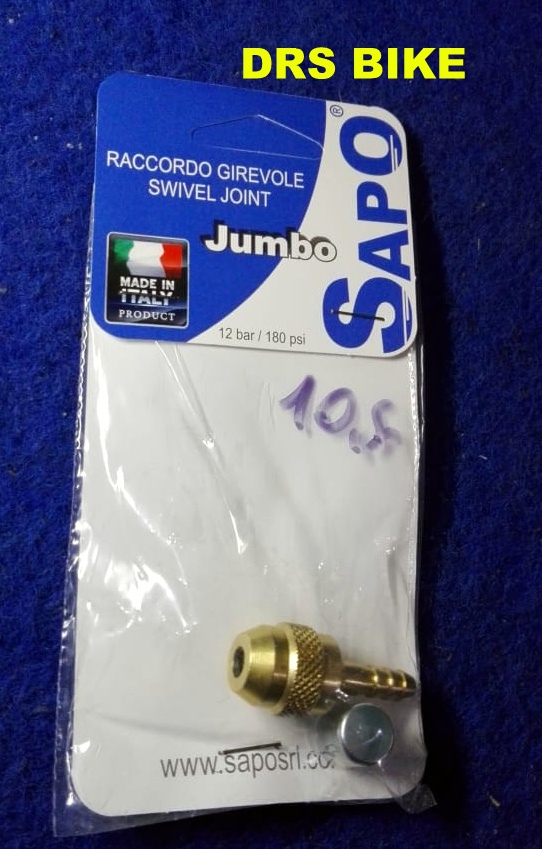 DRS BIKE
SAPO®
RACCORDO GIREVOLE
SWIVEL JOINT
Jumbo
MADE IN
ITALY
PRODUCT
12 bar / 180 psi
10,5
www.saposrl.co